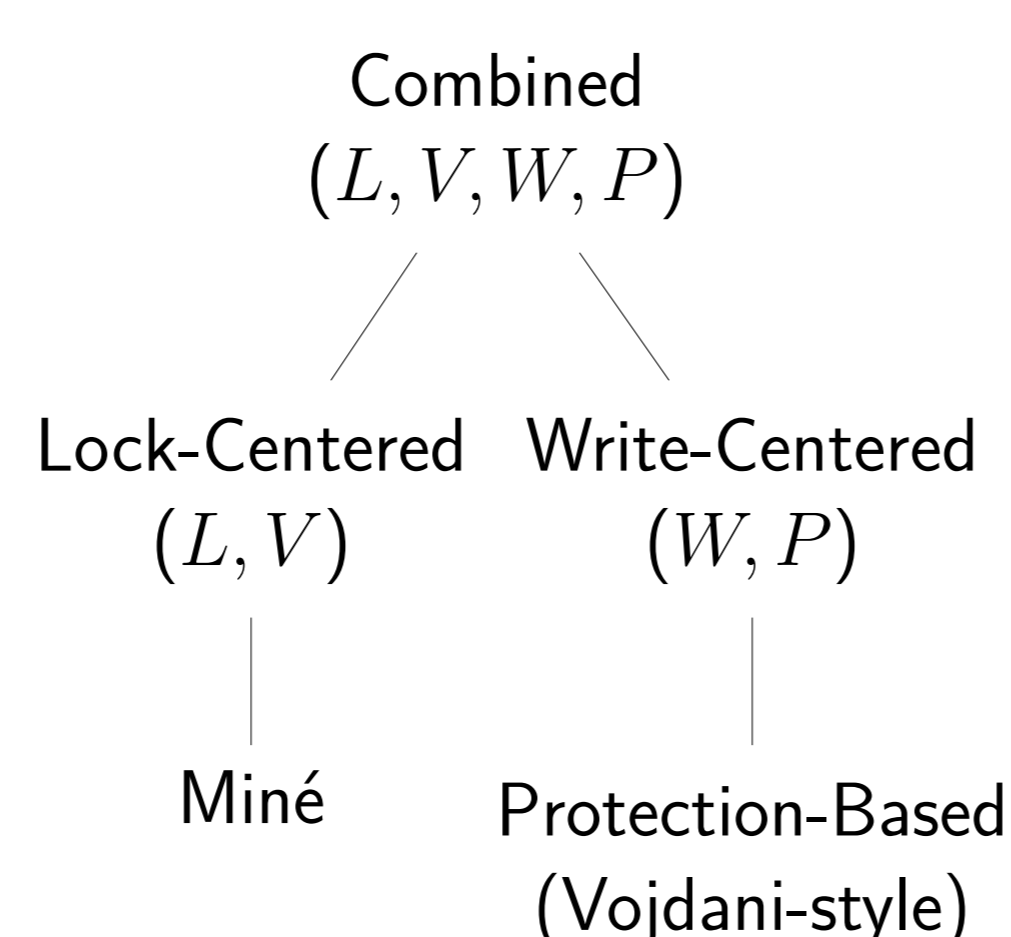 Combined
(L, V, W, P)
Lock-Centered
(L, V)
Write-Centered
(W, P)
Miné
Protection-Based
(Vojdani-style)